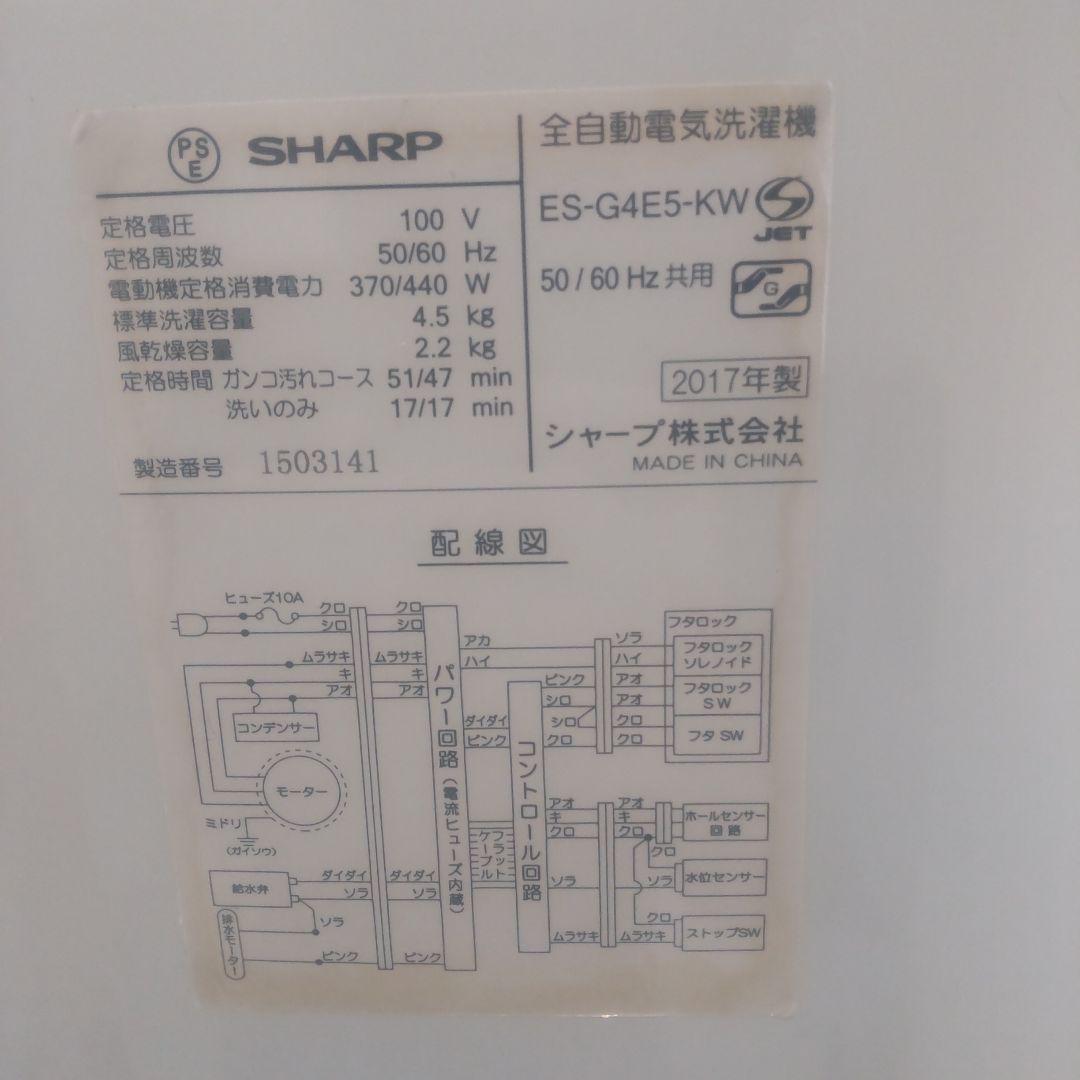 PSE SHARP
定格電圧 100 V
定格周波数 50/60 Hz
電動機定格消費電力 370/440 W
標準洗濯容量 4.5 kg
風乾燥容量 2.2 kg
定格時間 ガンコ汚れコース 51/47 min
洗いのみ 17/17 min
製造番号 1503141
全自動電気洗濯機
ES-G4E5-KW
S JET
50/60Hz共用
G
2017年製
シャープ株式会社
MADE IN CHINA
配線図
ヒューズ10A
クロ
シロ
ムラサキ
キ
アオ
コンデンサー
モーター
ミドリ
(ガイソウ)
給水弁
ダイダイ
ソラ
排水モーター
ソラ
ピンク
クロ
シロ
ムラサキ
キ
アオ
ダイダイ
ソラ
ピンク
パワー回路(電流ヒューズ内蔵)
アカ
ハイ
ダイダイ
ピンク
フラットケーブル
コントロール回路
ピンク
シロ
シロ
クロ
アオ
キ
クロ
ソラ
ムラサキ
ソラ
ハイ
アオ
アオ
クロ
クロ
フタロック
フタロック
ソレノイド
フタロック
SW
フタSW
アオ
キ
クロ
クロ
ソラ
クロ
ムラサキ
ホールセンサー
回路
水位センサー
ストップSW